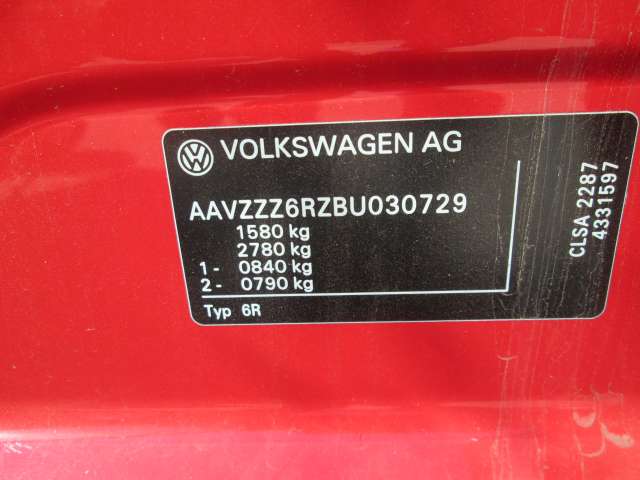 VOLKSWAGEN AG
AAVZZZ6RZBU030729
1580 kg
2780 kg
1 - 0840 kg
2 - 0790 kg
Typ 6R
CLSA 2287
4331597